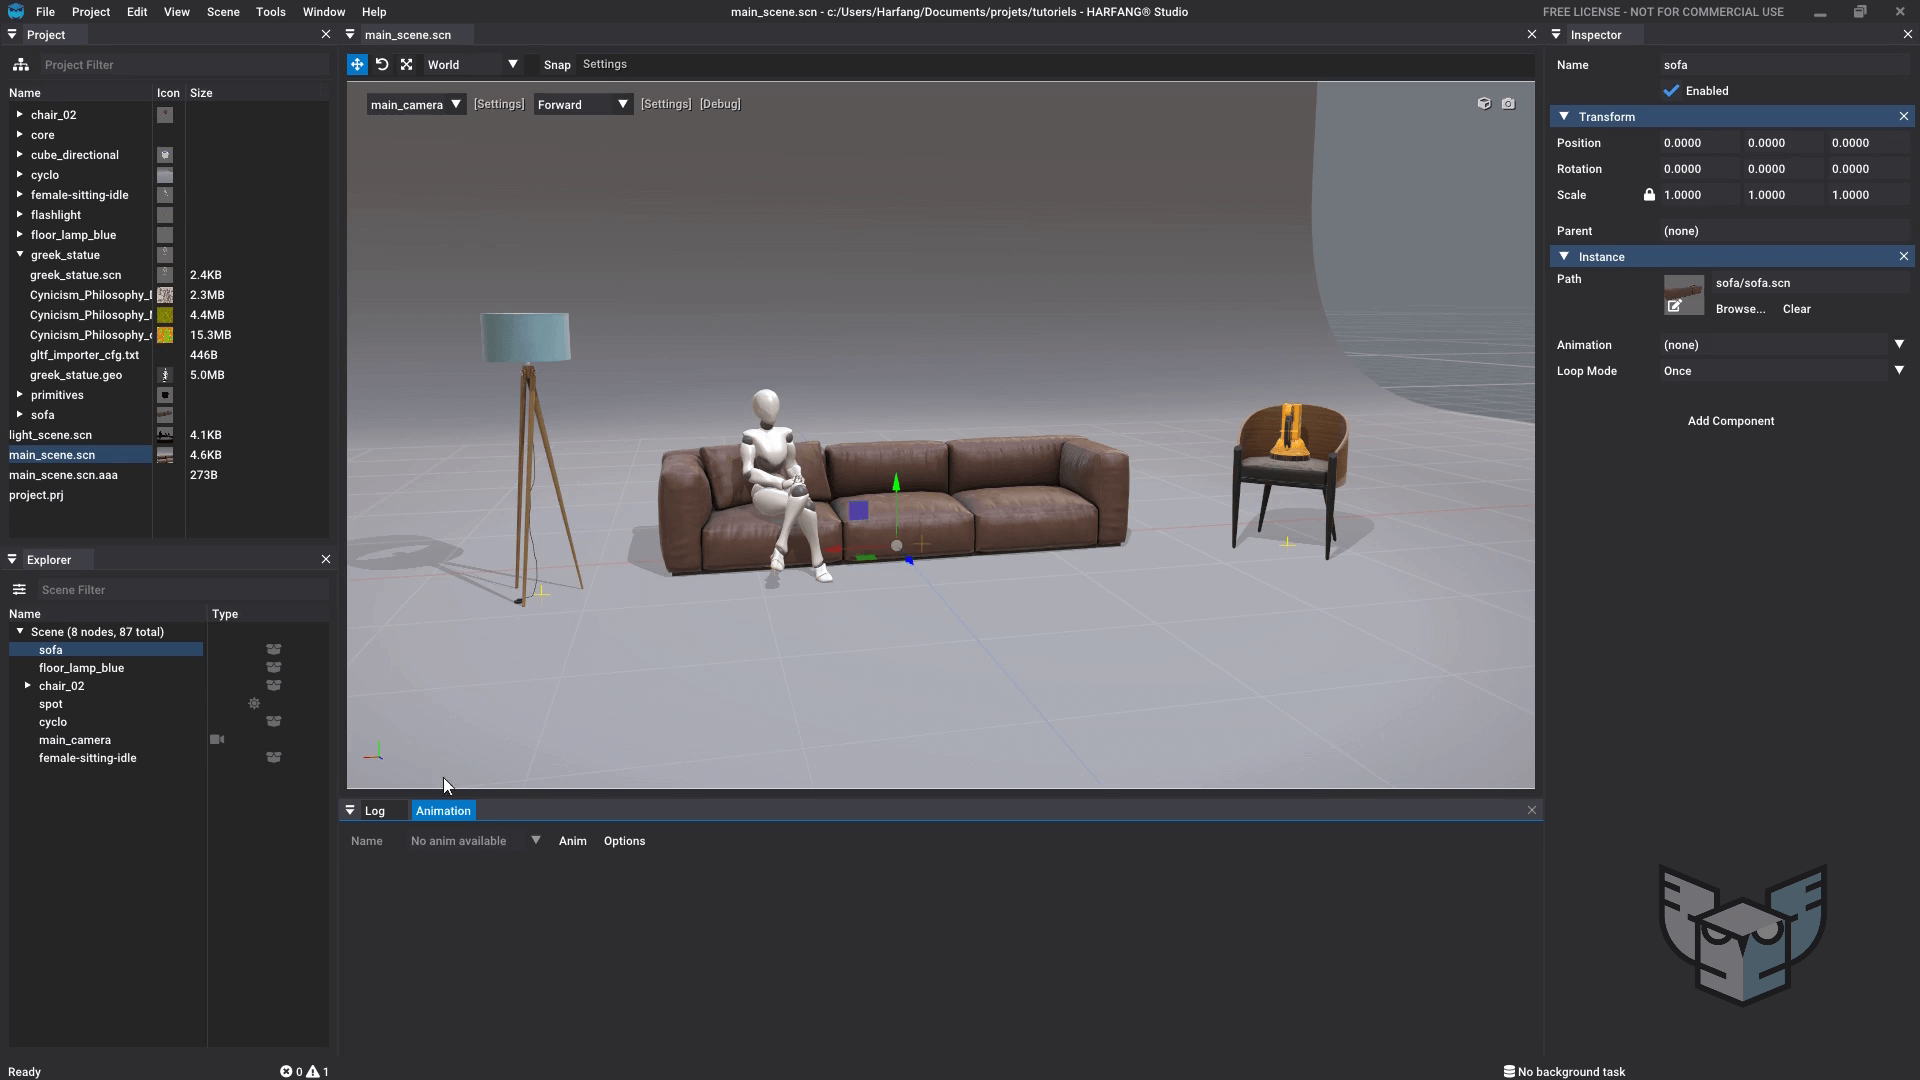 File Project Edit View Scene Tools Window Help
main_scene.scn - c:/Users/Harfang/Documents/projets/tutoriels - HARFANG® Studio
FREE LICENSE - NOT FOR COMMERCIAL USE
Project
Project Filter
Name Icon Size
chair_02
core
cube_directional
cyclo
female-sitting-idle
flashlight
floor_lamp_blue
greek_statue
greek_statue.scn 2.4KB
Cynicism_Philosophy_ 2.3MB
Cynicism_Philosophy_ 4.4MB
Cynicism_Philosophy_ 15.3MB
gltf_importer_cfg.txt 446B
greek_statue.geo 5.0MB
primitives
sofa
light_scene.scn 4.1KB
main_scene.scn 4.6KB
main_scene.scn.aaa 273B
project.prj
Explorer
Scene Filter
Name Type
Scene (8 nodes, 87 total)
sofa
floor_lamp_blue
chair_02
spot
cyclo
main_camera
female-sitting-idle
Ready
0 1
main_scene.scn
World Snap Settings
main_camera [Settings] Forward [Settings] [Debug]
Log Animation
Name No anim available Anim Options
Inspector
Name sofa
Enabled
Transform
Position 0.0000 0.0000 0.0000
Rotation 0.0000 0.0000 0.0000
Scale 1.0000 1.0000 1.0000
Parent (none)
Instance
Path sofa/sofa.scn
Browse... Clear
Animation (none)
Loop Mode Once
Add Component
No background task